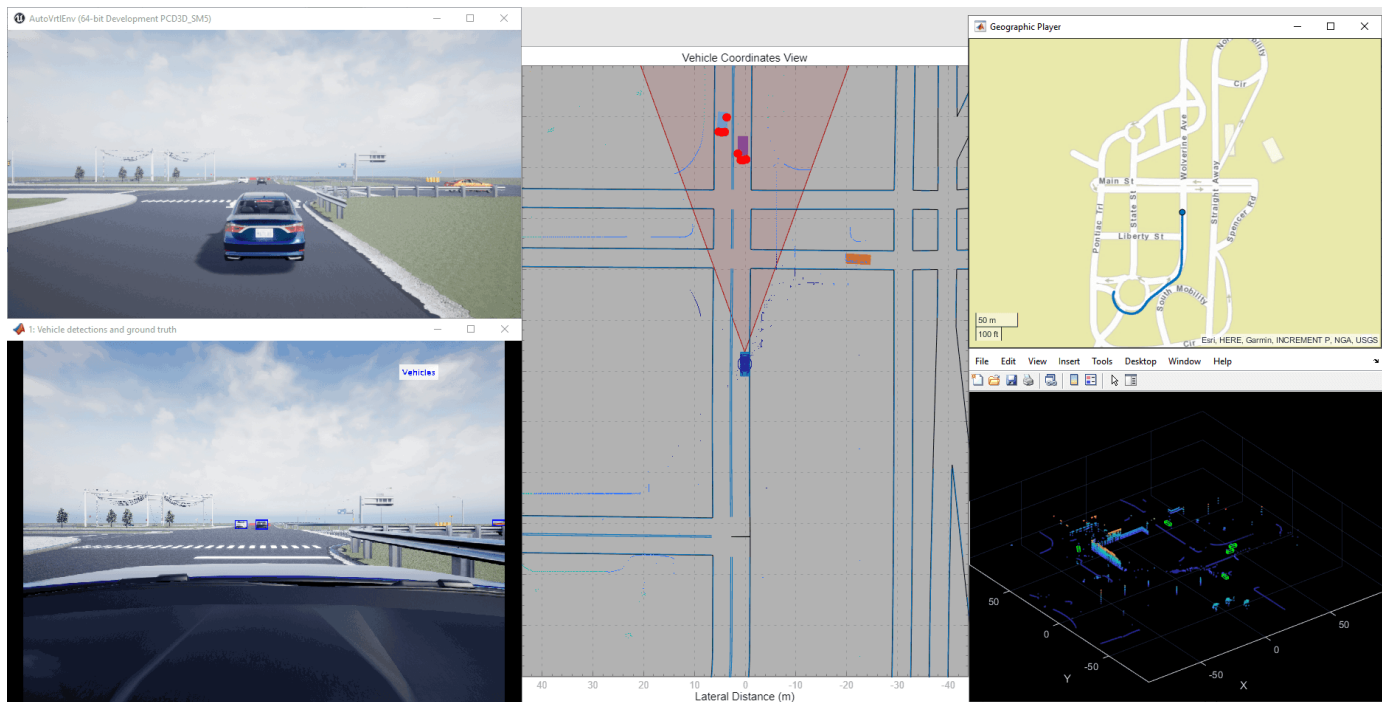 AutoVrtlEnv (64-bit Development PCD3D_SM5)
1: Vehicle detections and ground truth
Vehicles
Vehicle Coordinates View
40 30 20 10 0 -10 -20 -30 -40
Lateral Distance (m)
Geographic Player
North Mobility
Cir
Wolverine Ave
Straight Away
Main St
State St
Pontiac Trl
Spencer Rd
Liberty St
South Mobility
Cir
50 m
100 ft
Esri, HERE, Garmin, INCREMENT P, NGA, USGS
File Edit View Insert Tools Desktop Window Help
50
0
-50
Y
-50
0
50
X